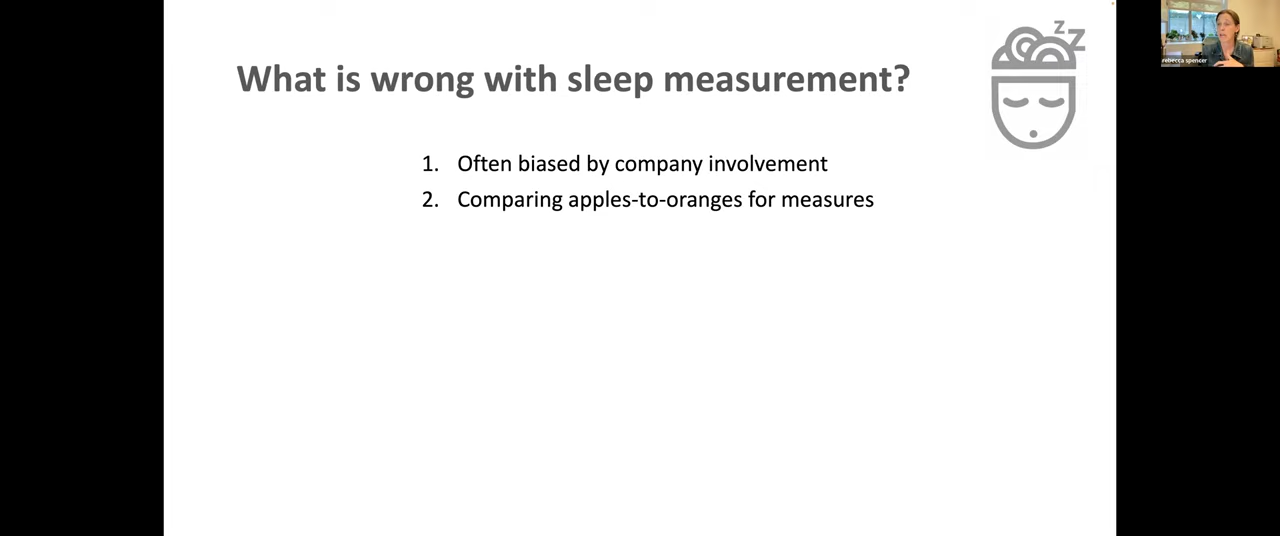 What is wrong with sleep measurement?
zZ
1. Often biased by company involvement
2. Comparing apples-to-oranges for measures
rebecca spencer